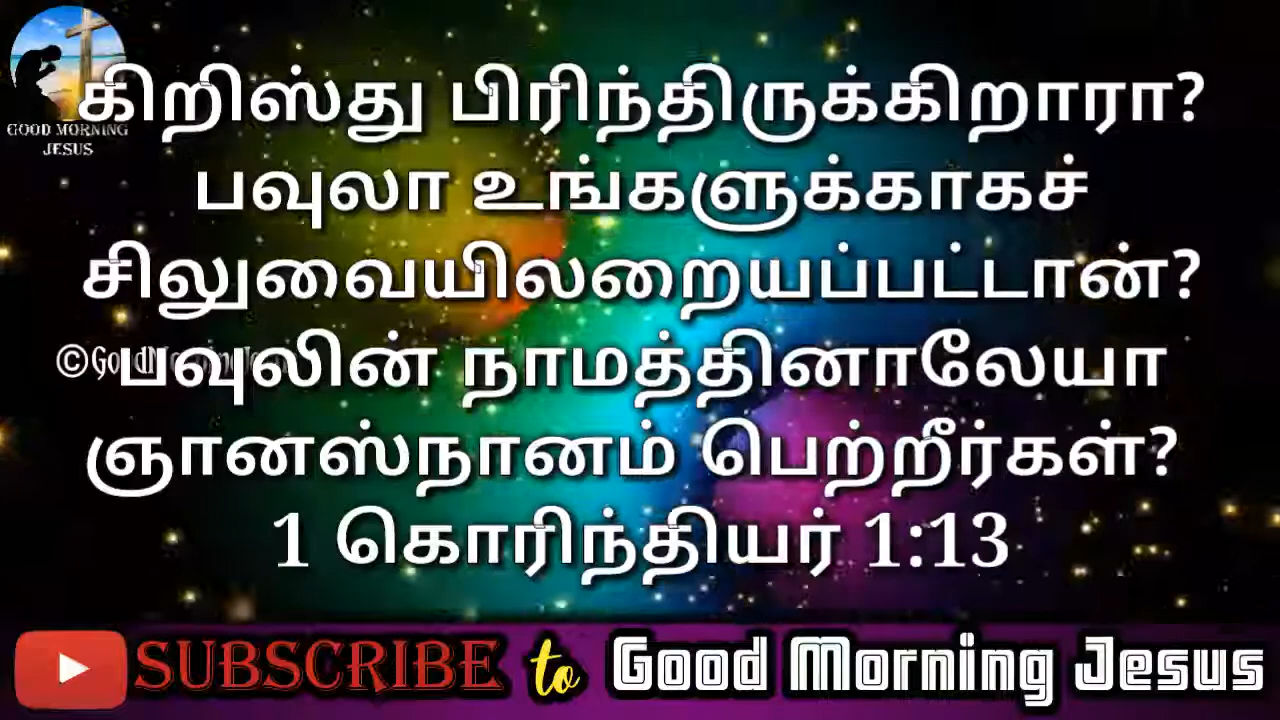 GOOD MORNING
JESUS
கிறிஸ்து பிரிந்திருக்கிறாரா?
பவுலா உங்களுக்காகச்
சிலுவையிலறையப்பட்டான்?
பவுலின் நாமத்தினாலேயா
ஞானஸ்நானம் பெற்றீர்கள்?
1 கொரிந்தியர் 1:13
SUBSCRIBE to Good Morning Jesus